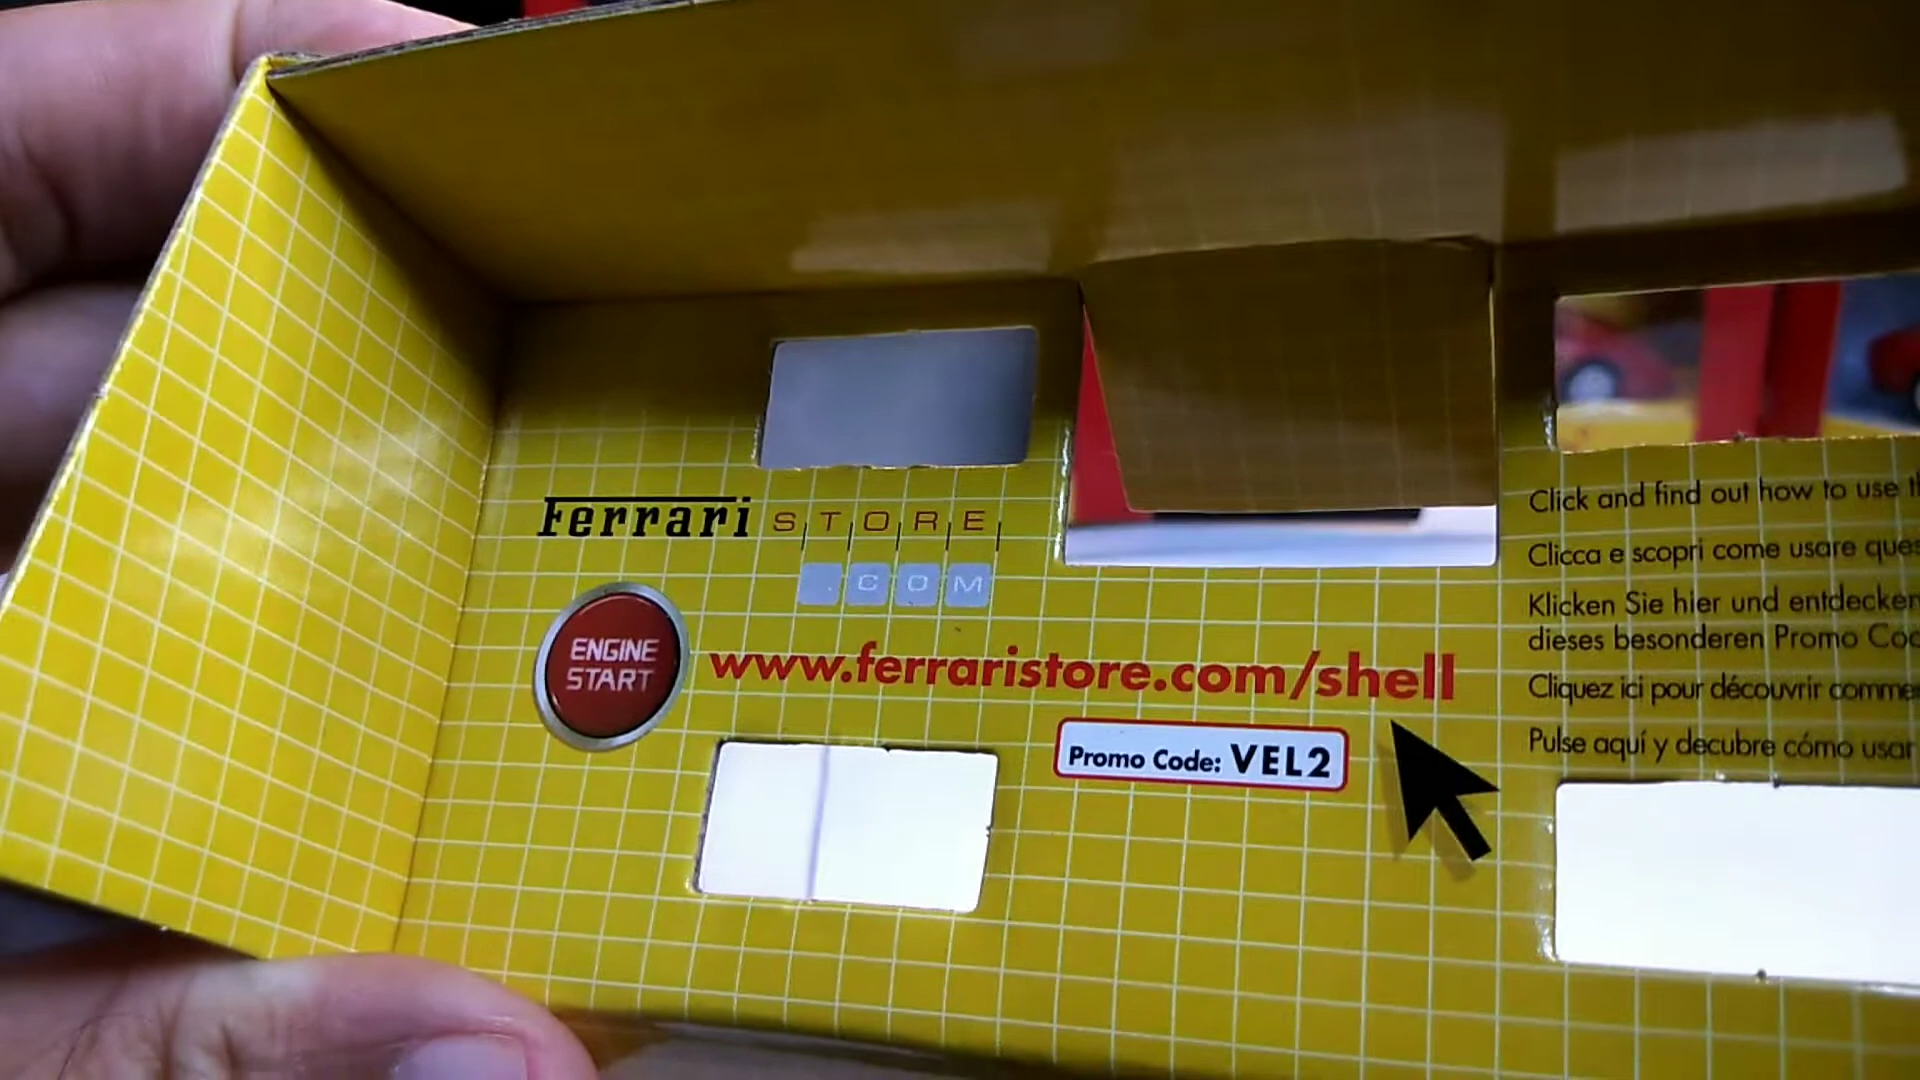 Ferrari STORE
.COM
ENGINE
START
www.ferraristore.com/shell
Promo Code: VEL2
Click and find out how to use
Clicca e scopri come usare
Klicken Sie hier und entdecken
dieses besonderen Promo
Cliquez ici pour découvrir
Pulse aquí y decubre cómo usar